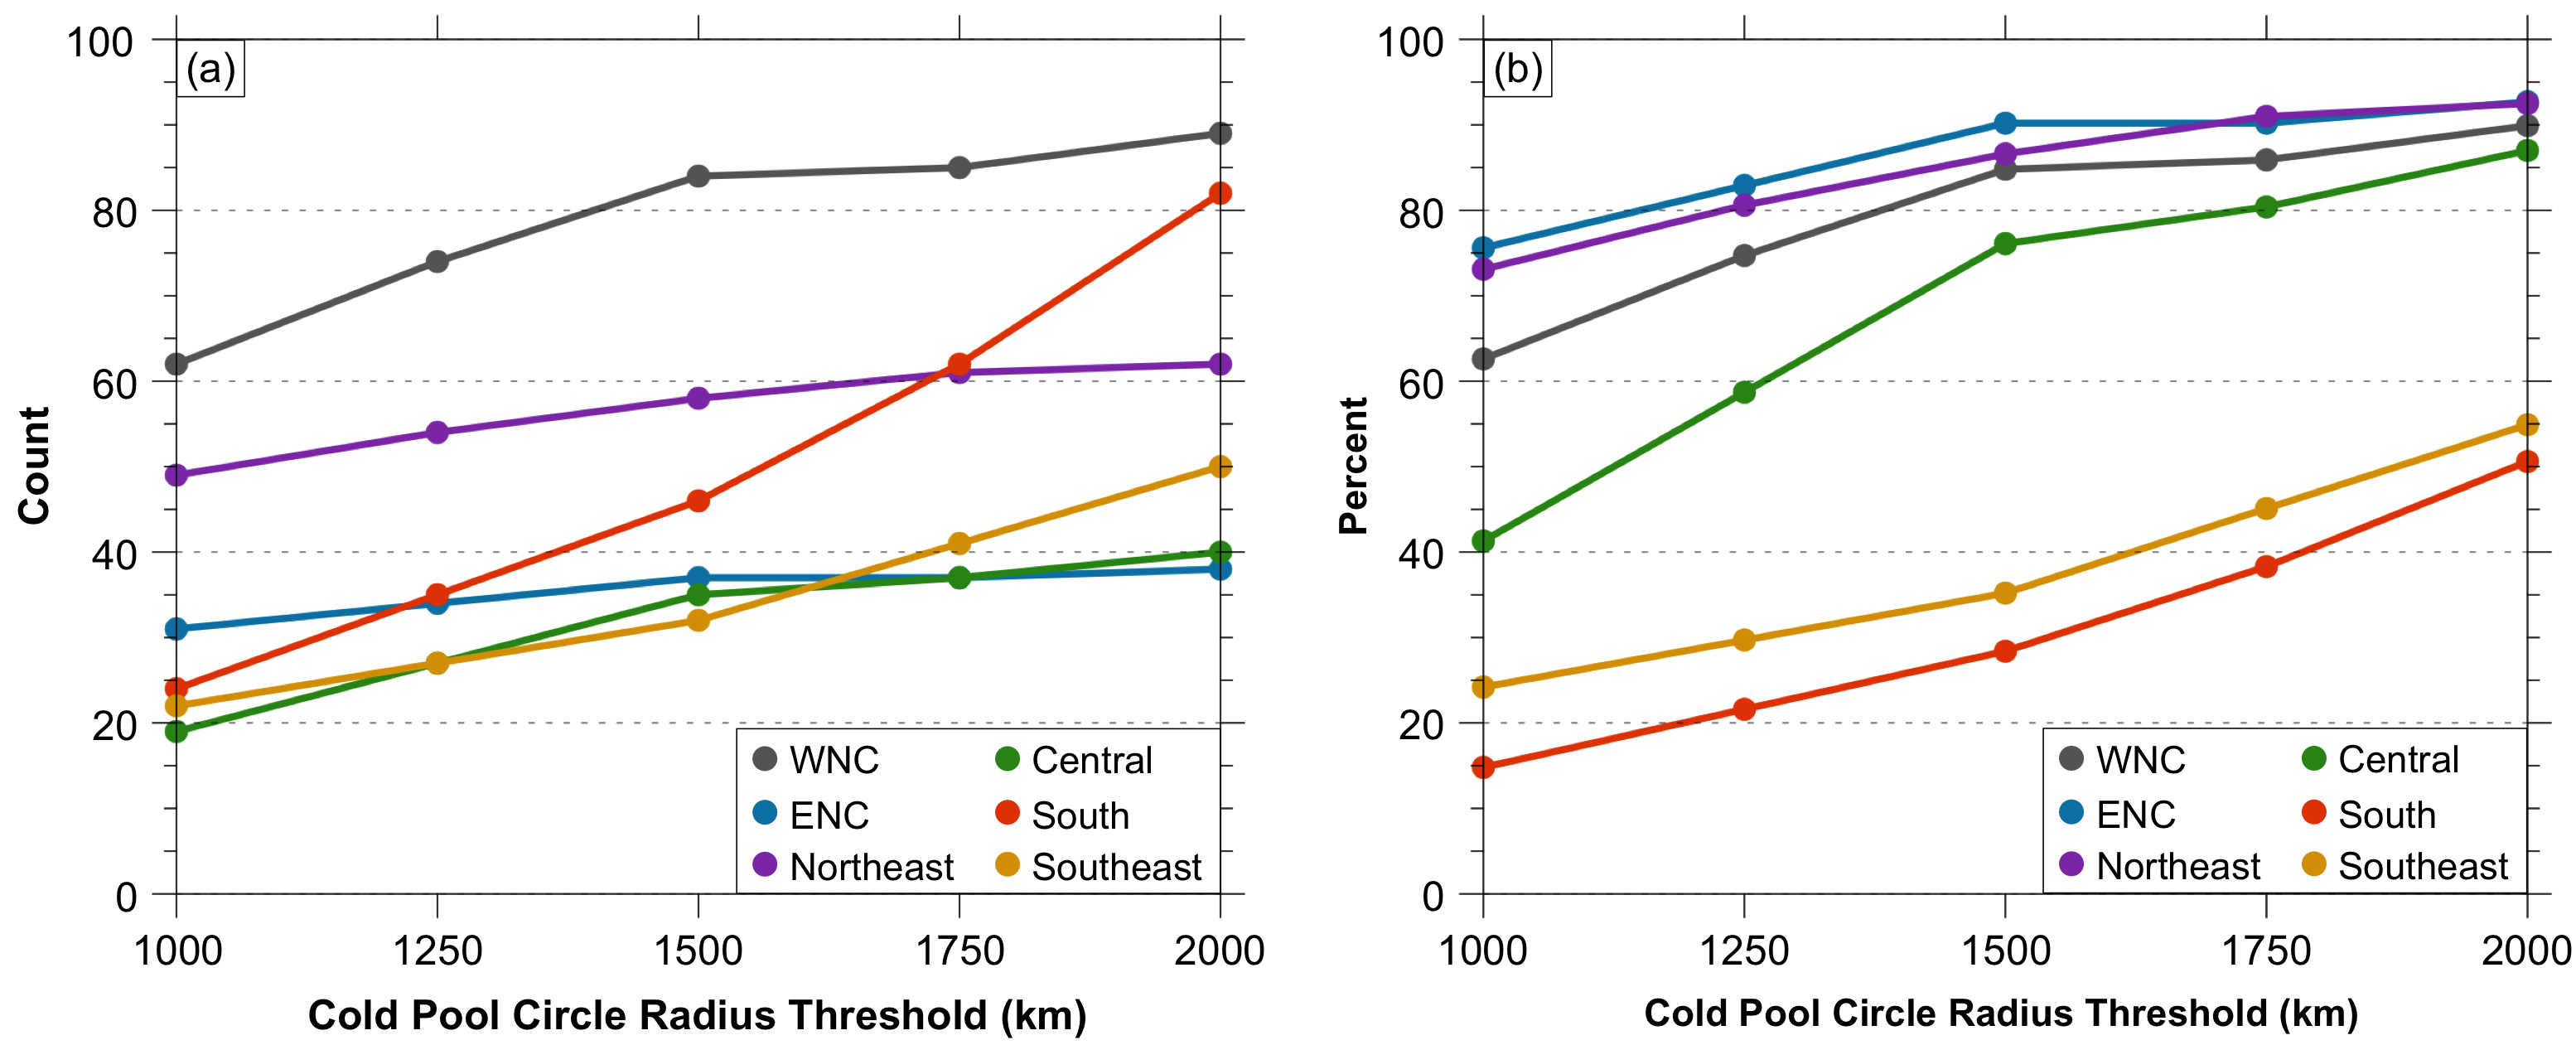 (a)
100
80
60
40
20
0
Count
WNC Central
ENC South
Northeast Southeast
1000 1250 1500 1750 2000
Cold Pool Circle Radius Threshold (km)
(b)
100
80
60
40
20
0
Percent
WNC Central
ENC South
Northeast Southeast
1000 1250 1500 1750 2000
Cold Pool Circle Radius Threshold (km)